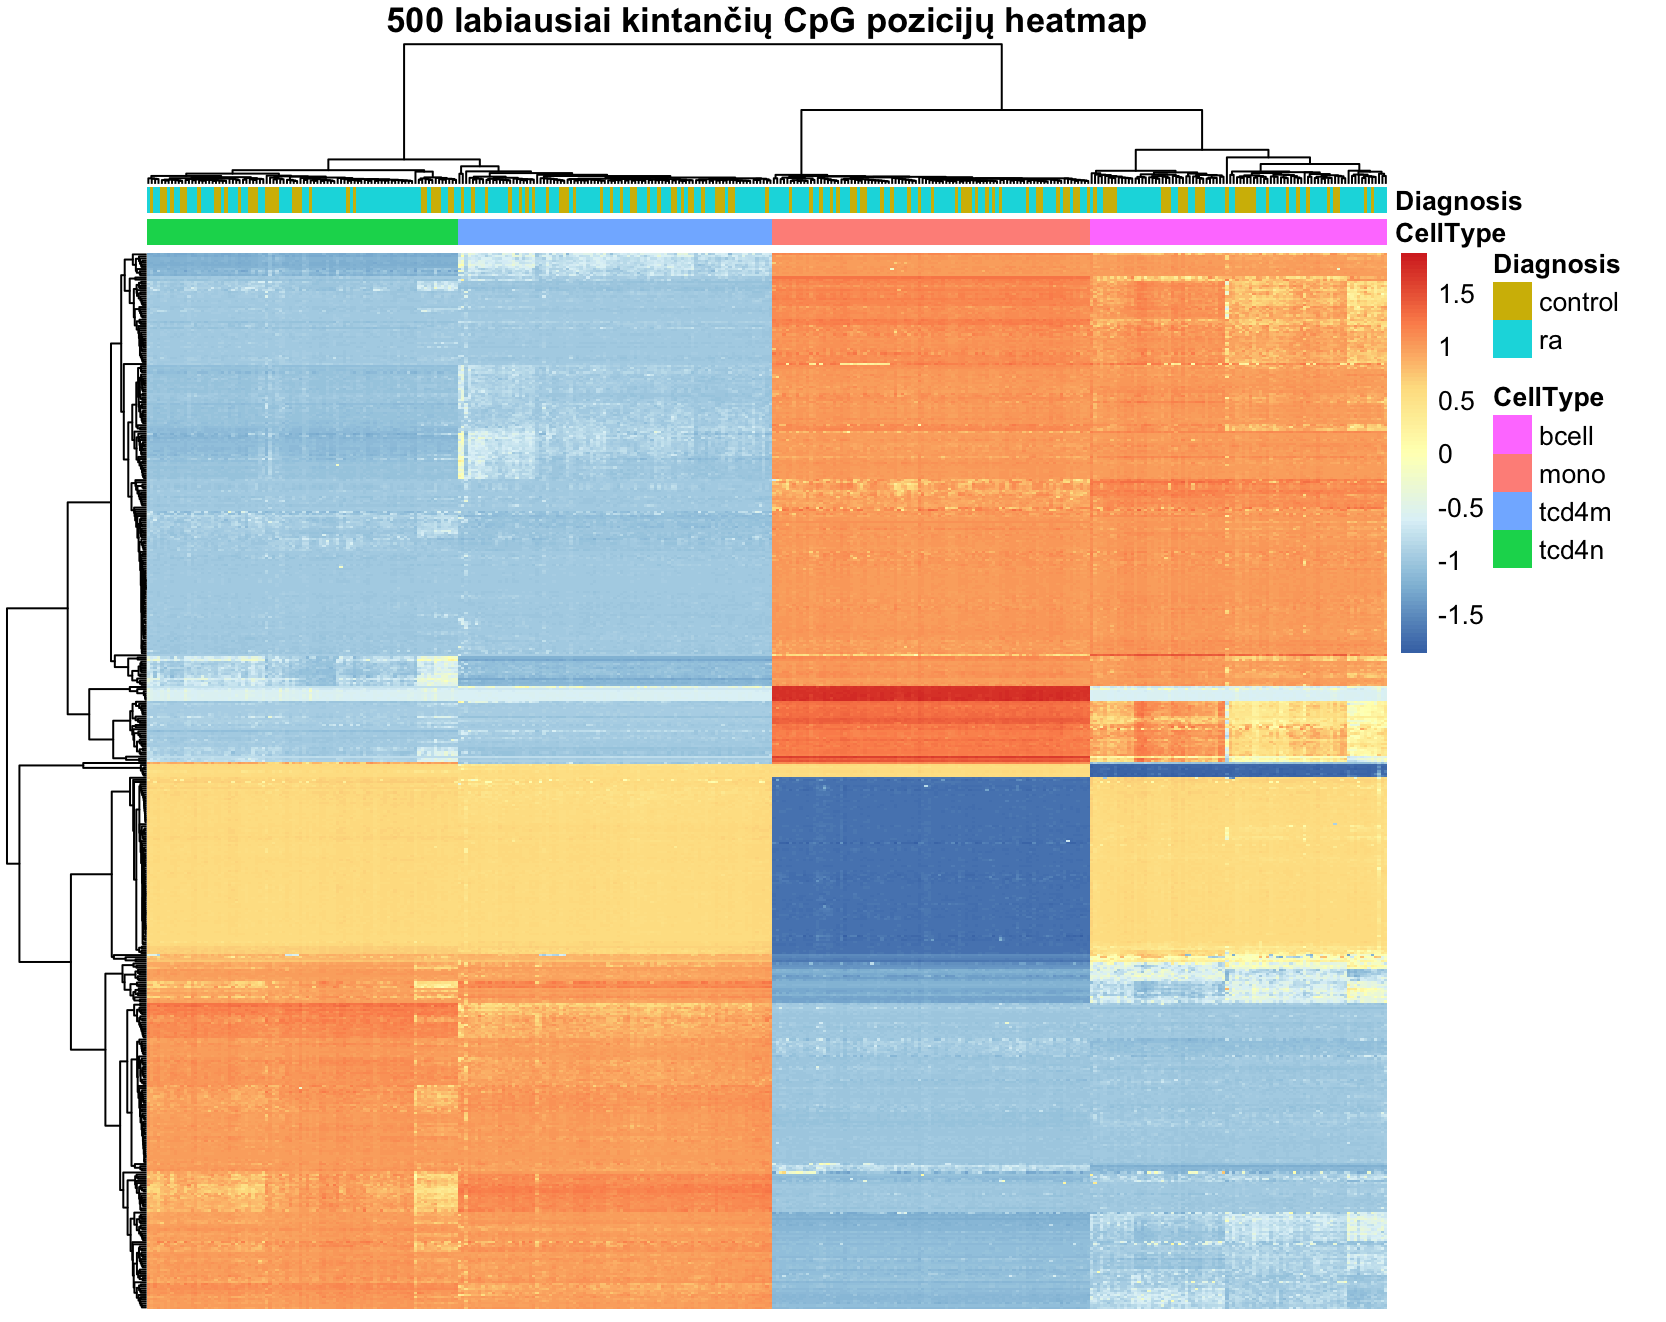 500 labiausiai kintančių CpG pozicijų heatmap
Diagnosis
CellType
1.5
1
0.5
0
-0.5
-1
-1.5
Diagnosis
control
ra
CellType
bcell
mono
tcd4m
tcd4n